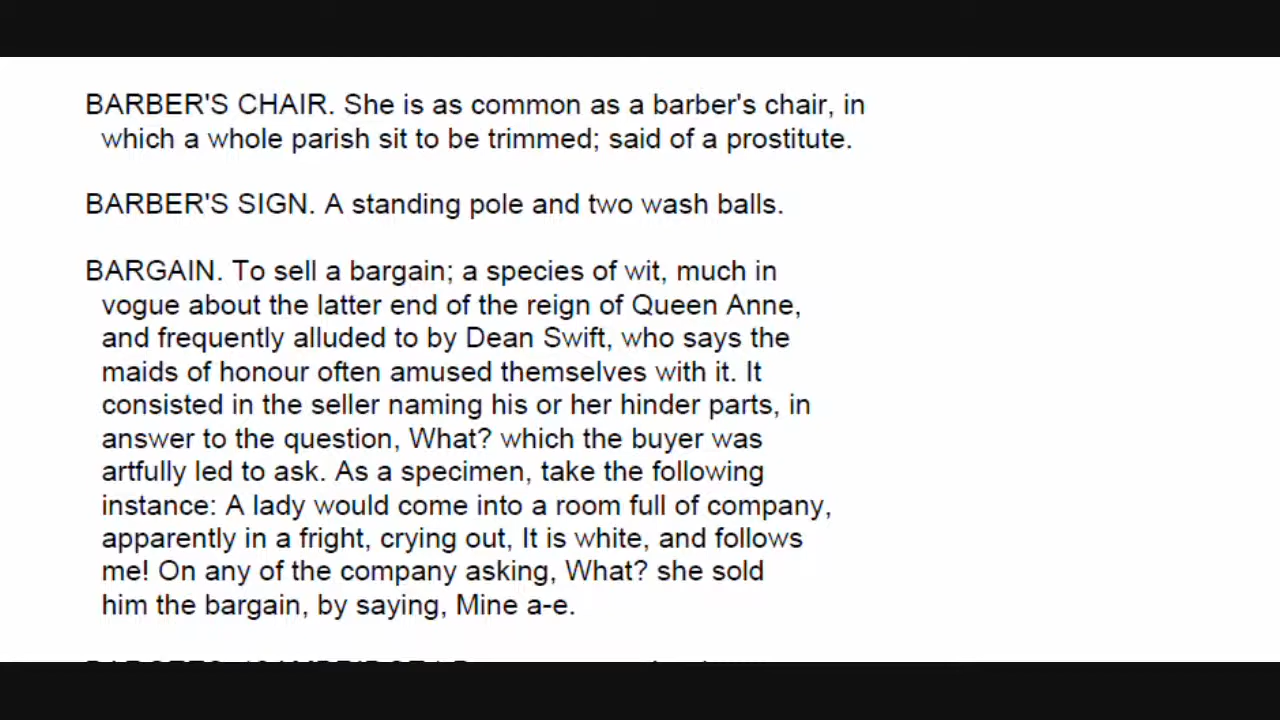 BARBER'S CHAIR. She is as common as a barber's chair, in
which a whole parish sit to be trimmed; said of a prostitute.
BARBER'S SIGN. A standing pole and two wash balls.
BARGAIN. To sell a bargain; a species of wit, much in
vogue about the latter end of the reign of Queen Anne,
and frequently alluded to by Dean Swift, who says the
maids of honour often amused themselves with it. It
consisted in the seller naming his or her hinder parts, in
answer to the question, What? which the buyer was
artfully led to ask. As a specimen, take the following
instance: A lady would come into a room full of company,
apparently in a fright, crying out, It is white, and follows
me! On any of the company asking, What? she sold
him the bargain, by saying, Mine a-e.